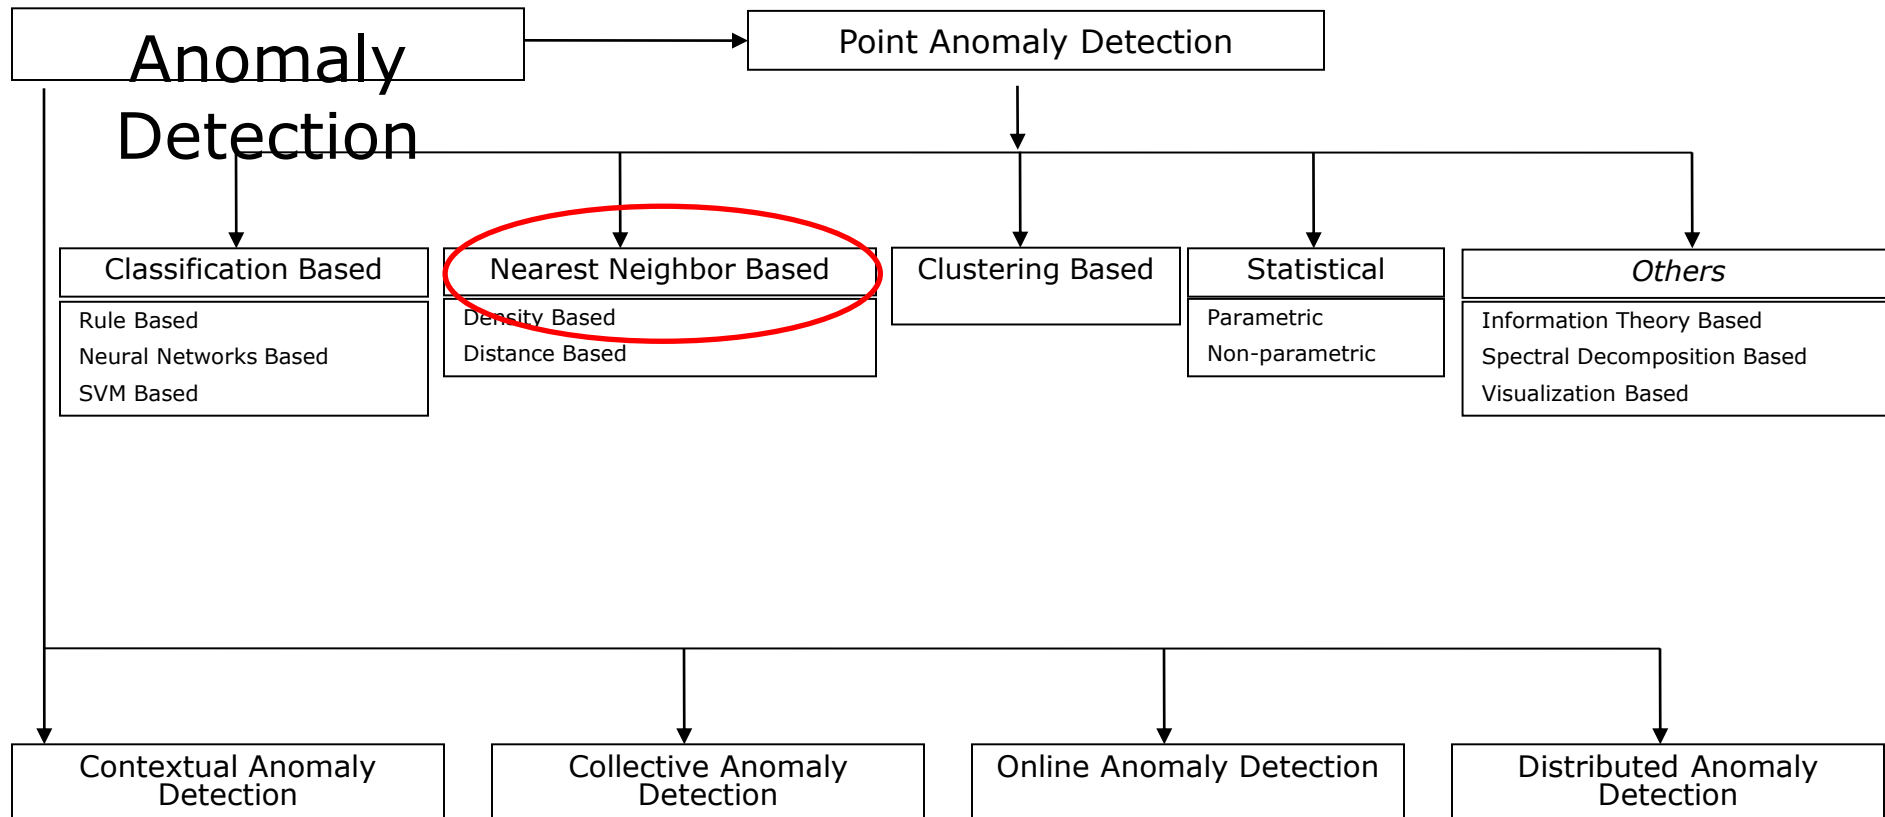 Anomaly
Detection
Point Anomaly Detection
Classification Based
Rule Based
Neural Networks Based
SVM Based
Nearest Neighbor Based
Density Based
Distance Based
Clustering Based
Statistical
Parametric
Non-parametric
Others
Information Theory Based
Spectral Decomposition Based
Visualization Based
Contextual Anomaly
Detection
Collective Anomaly
Detection
Online Anomaly Detection
Distributed Anomaly
Detection